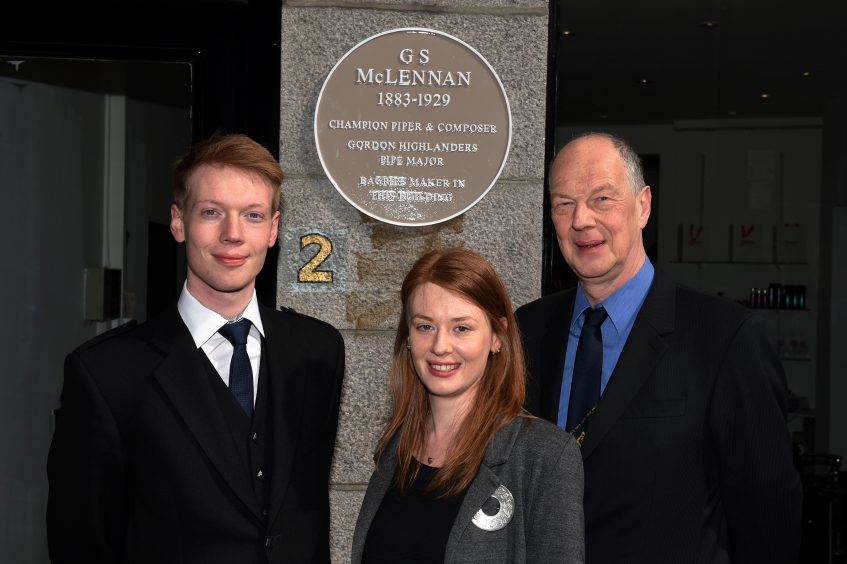 G S
McLENNAN
1883-1929
CHAMPION PIPER & COMPOSER
GORDON HIGHLANDERS
PIPE MAJOR
BAGPIPE MAKER IN
THIS BUILDING
2